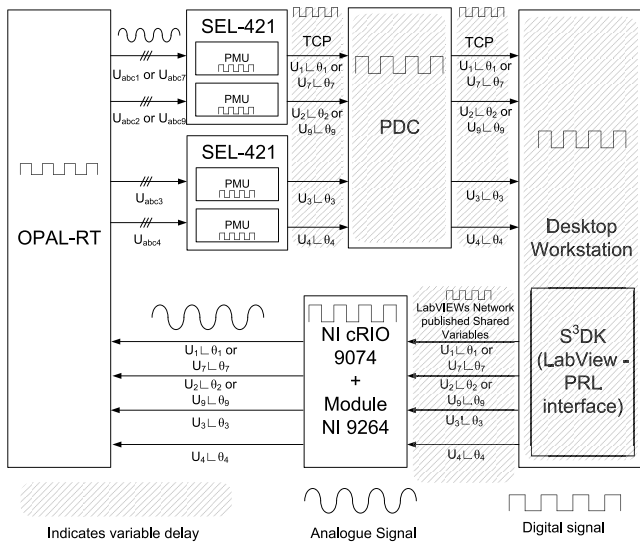 SEL-421
PMU
PMU
SEL-421
PMU
PMU
OPAL-RT
U_abc1 or U_abc7
U_abc2 or U_abc9
U_abc3
U_abc4
TCP
U₁∟θ₁ or
U₇∟θ₇
U₂∟θ₂ or
U₉∟θ₉
U₃∟θ₃
U₄∟θ₄
PDC
TCP
U₁∟θ₁ or
U₇∟θ₇
U₂∟θ₂ or
U₉∟θ₉
U₃∟θ₃
U₄∟θ₄
Desktop
Workstation
S³DK
(LabView -
PRL
interface)
LabVIEWs Network
published Shared
Variables
U₁∟θ₁ or
U₇∟θ₇
U₂∟θ₂ or
U₉∟θ₉
U₃∟θ₃
U₄∟θ₄
NI cRIO
9074
+
Module
NI 9264
U₁∟θ₁ or
U₇∟θ₇
U₂∟θ₂ or
U₉∟θ₉
U₃∟θ₃
U₄∟θ₄
Indicates variable delay
Analogue Signal
Digital signal